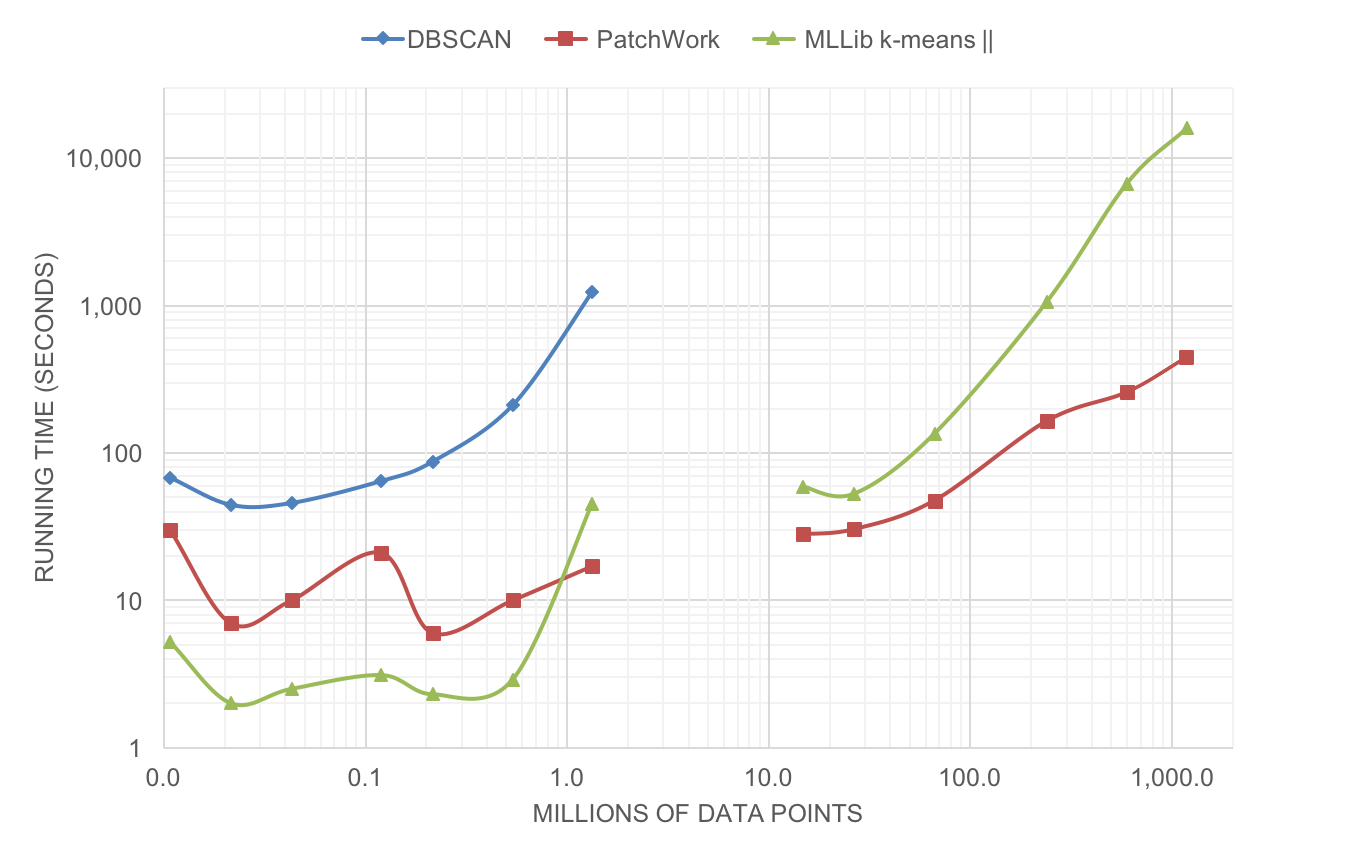 DBSCAN PatchWork MLLib k-means ||
10,000
1,000
100
10
1
RUNNING TIME (SECONDS)
0.0 0.1 1.0 10.0 100.0 1,000.0
MILLIONS OF DATA POINTS